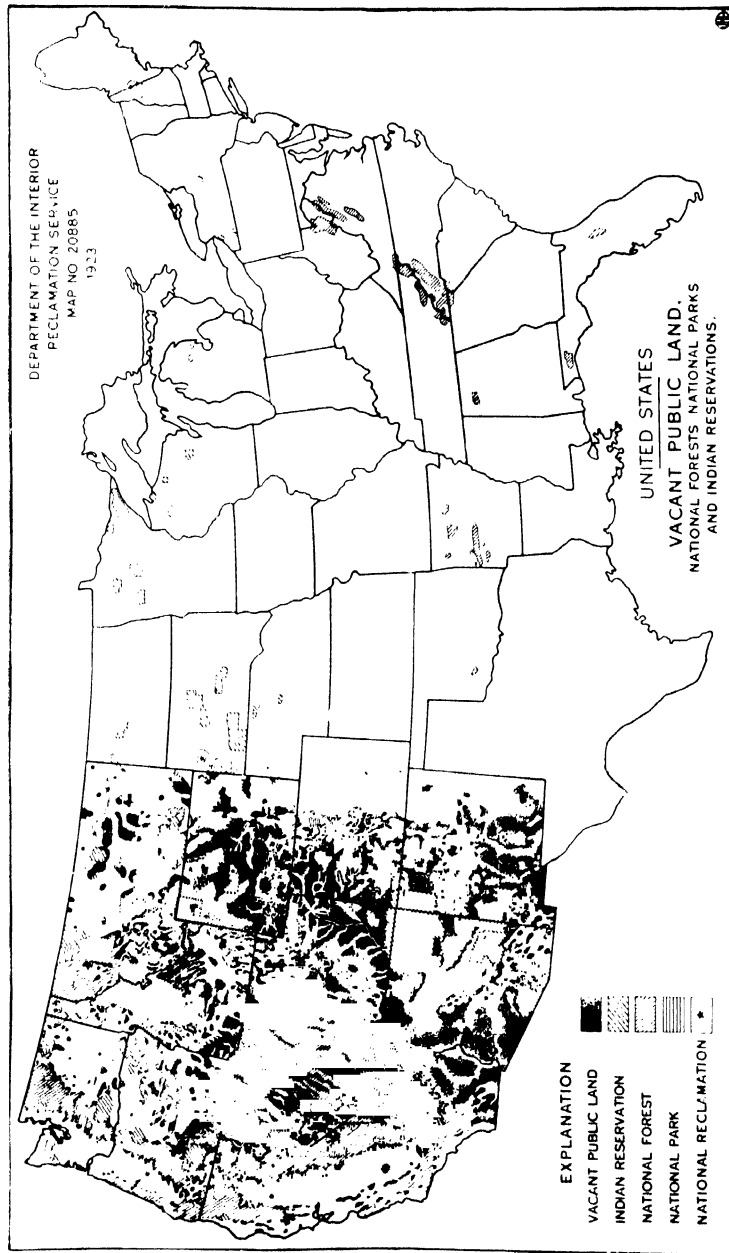 DEPARTMENT OF THE INTERIOR
RECLAMATION SERVICE
MAP NO 20885
1923
UNITED STATES
VACANT PUBLIC LAND,
NATIONAL FORESTS NATIONAL PARKS
AND INDIAN RESERVATIONS.
EXPLANATION
VACANT PUBLIC LAND
INDIAN RESERVATION
NATIONAL FOREST
NATIONAL PARK
NATIONAL RECLAMATION